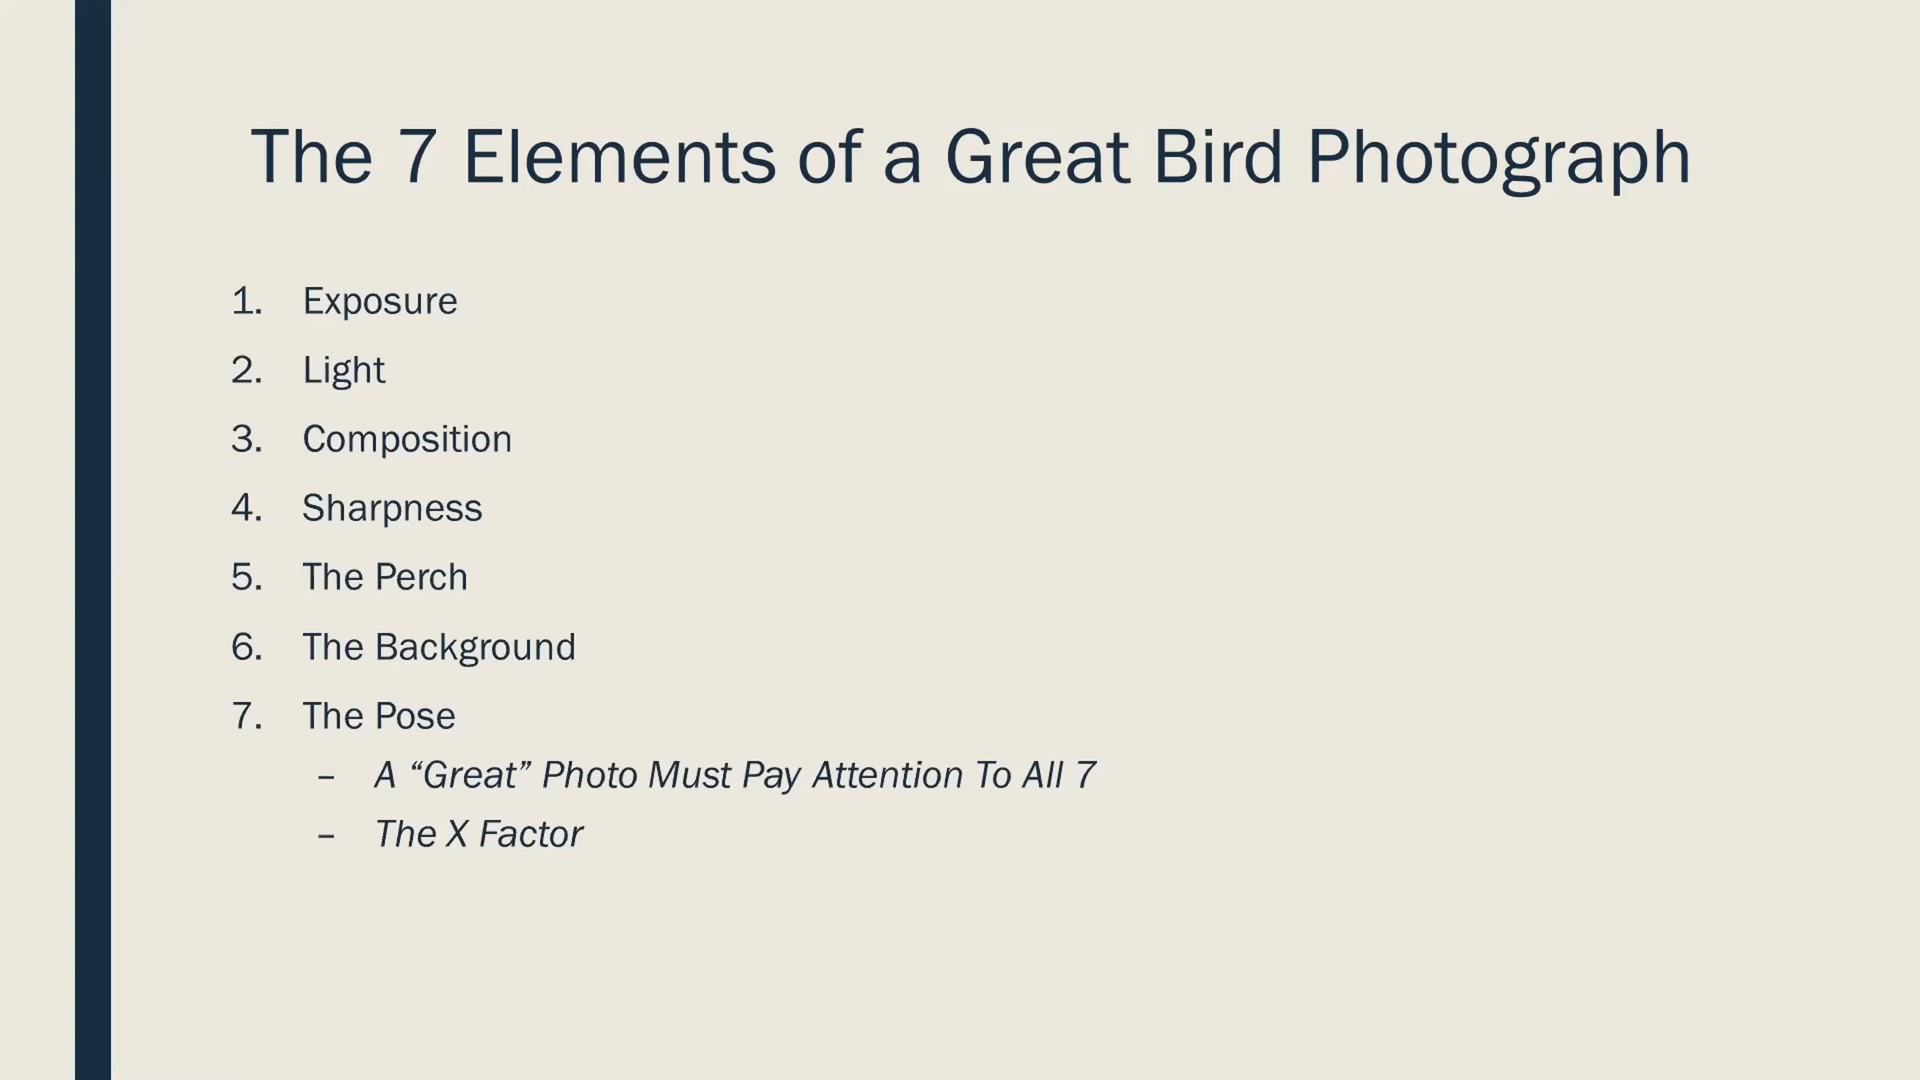 The 7 Elements of a Great Bird Photograph
1. Exposure
2. Light
3. Composition
4. Sharpness
5. The Perch
6. The Background
7. The Pose
– A “Great” Photo Must Pay Attention To All 7
– The X Factor